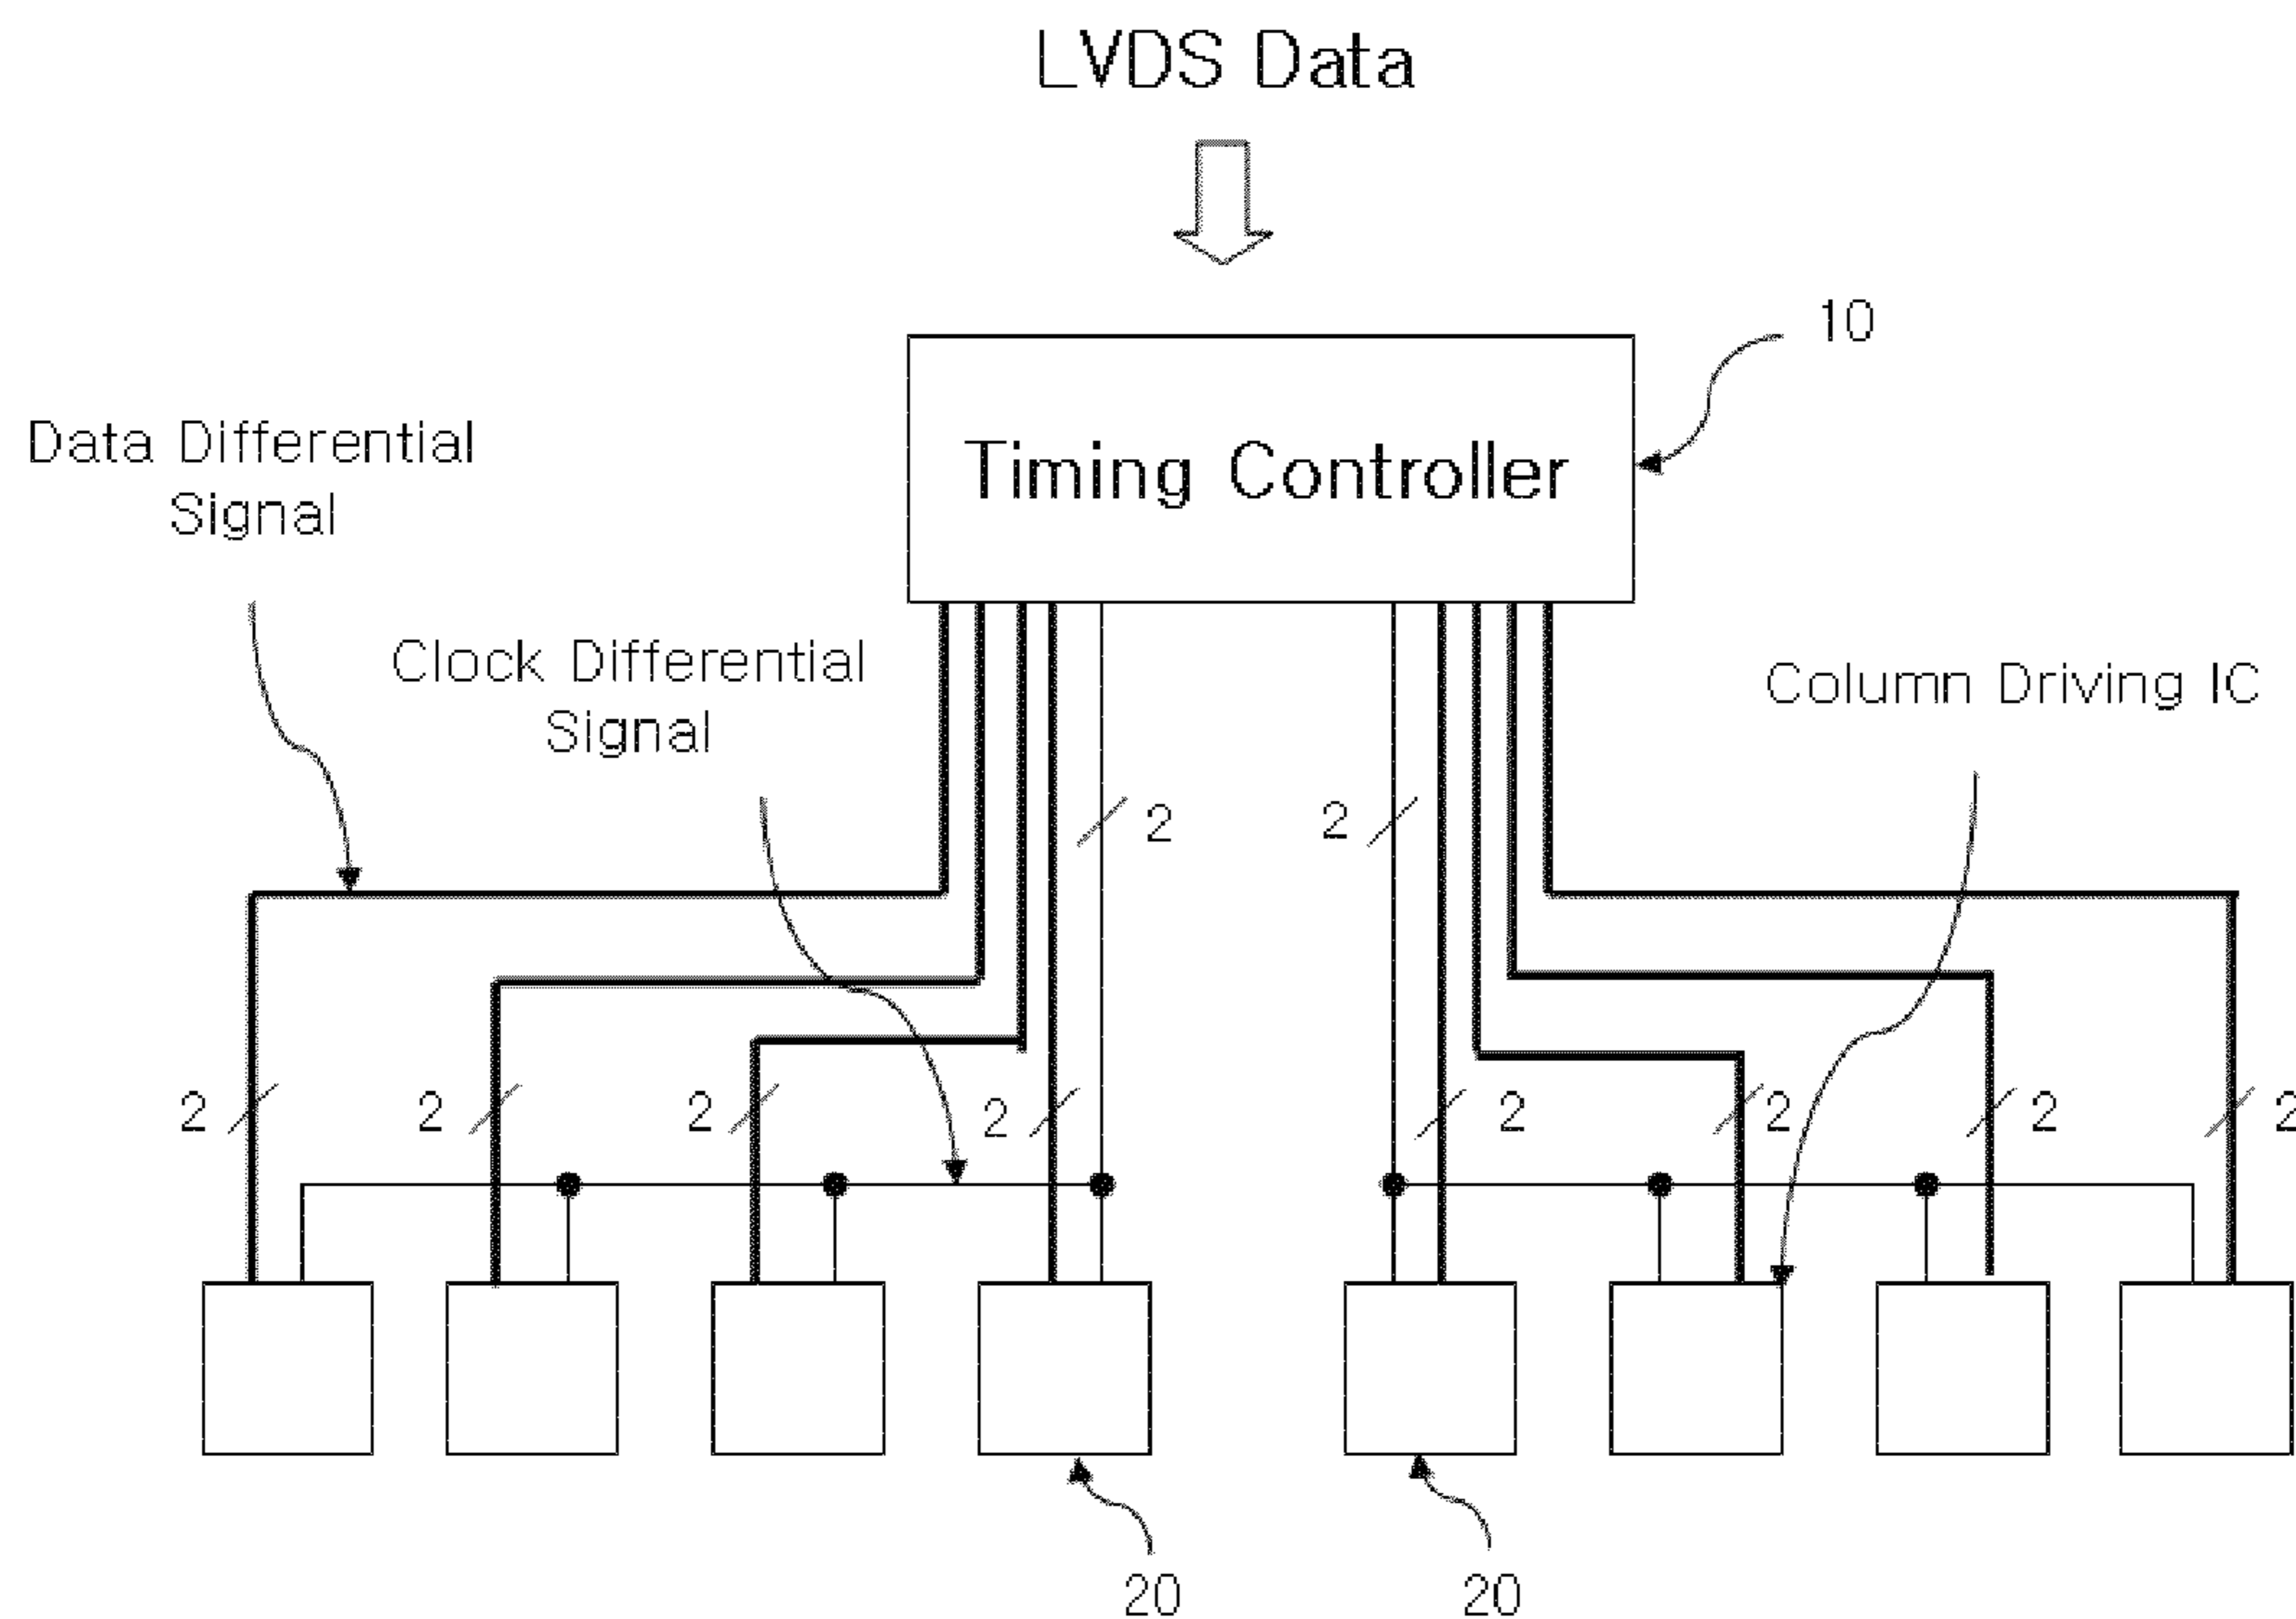 LVDS Data
10
Timing Controller
Data Differential
Signal
Clock Differential
Signal
Column Driving IC
2
2
2
2
2
2
2
2
2
2
20
20